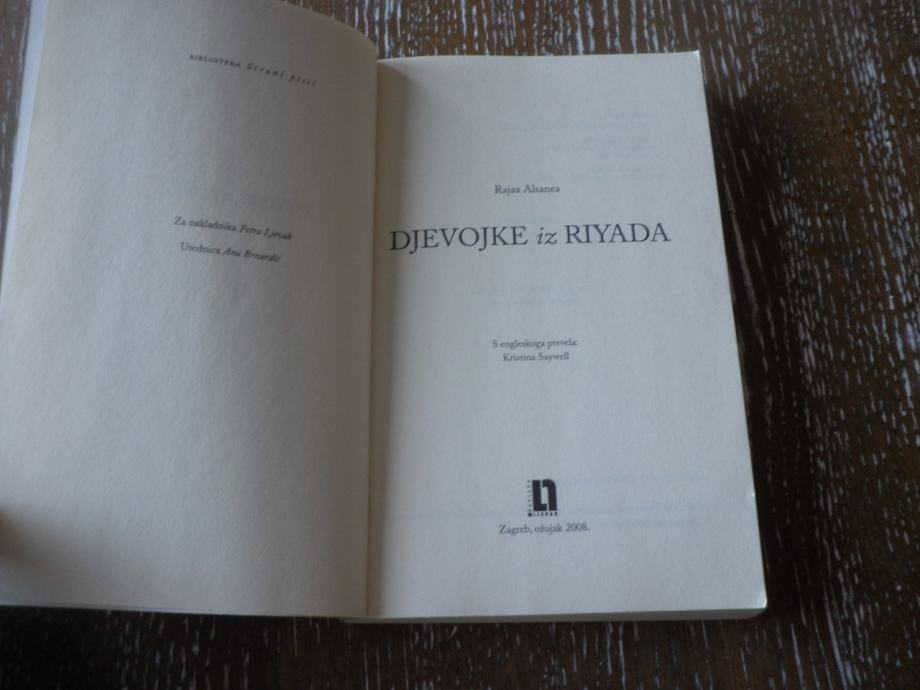 BIBLIOTEKA Strani pisci
Za nakladnika Petra Ljevak
Urednica Ana Brnardić
Rajaa Alsanea
DJEVOJKE iz RIYADA
S engleskoga prevela:
Kristina Saywell
LJEVAK
Zagreb, ožujak 2008.